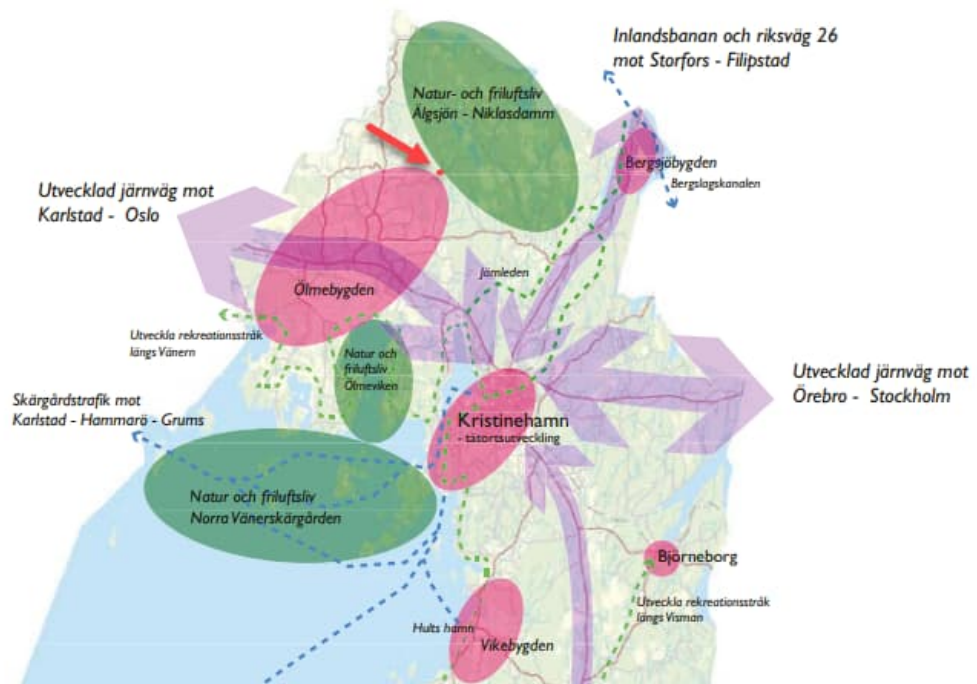 Inlandsbanan och riksväg 26
mot Storfors - Filipstad
Natur- och friluftsliv
Älgsjön - Niklasdamm
Bergsjöbygden
Bergslagskanalen
Utvecklad järnväg mot
Karlstad - Oslo
Jämleden
Ölmebygden
Utveckla rekreationsstråk
längs Vänern
Natur och
friluftsliv
Ölmeviken
Utvecklad järnväg mot
Örebro - Stockholm
Skärgårdstrafik mot
Karlstad - Hammarö - Grums
Kristinehamn
- tätortsutveckling
Natur och friluftsliv
Norra Vänerskärgården
Björneborg
Utveckla rekreationsstråk
längs Visman
Hults hamn
Vikebygden